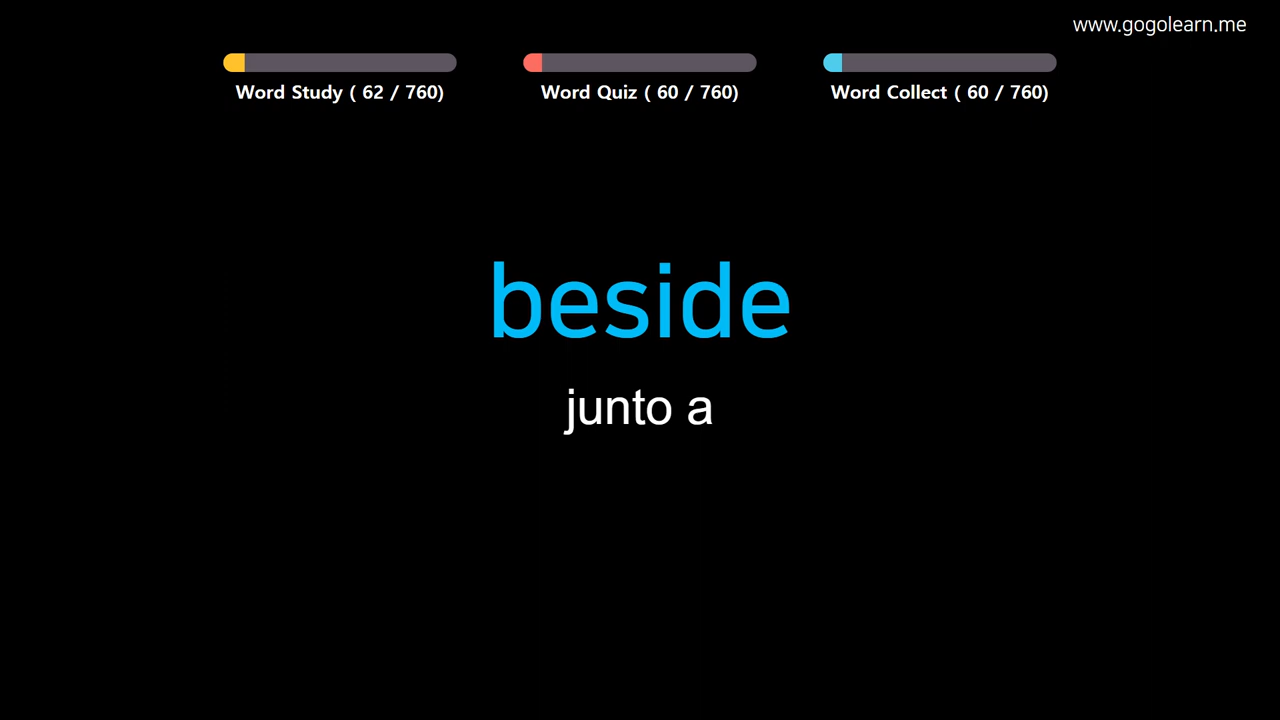 www.gogolearn.me
Word Study ( 62 / 760)
Word Quiz ( 60 / 760)
Word Collect ( 60 / 760)
beside
junto a